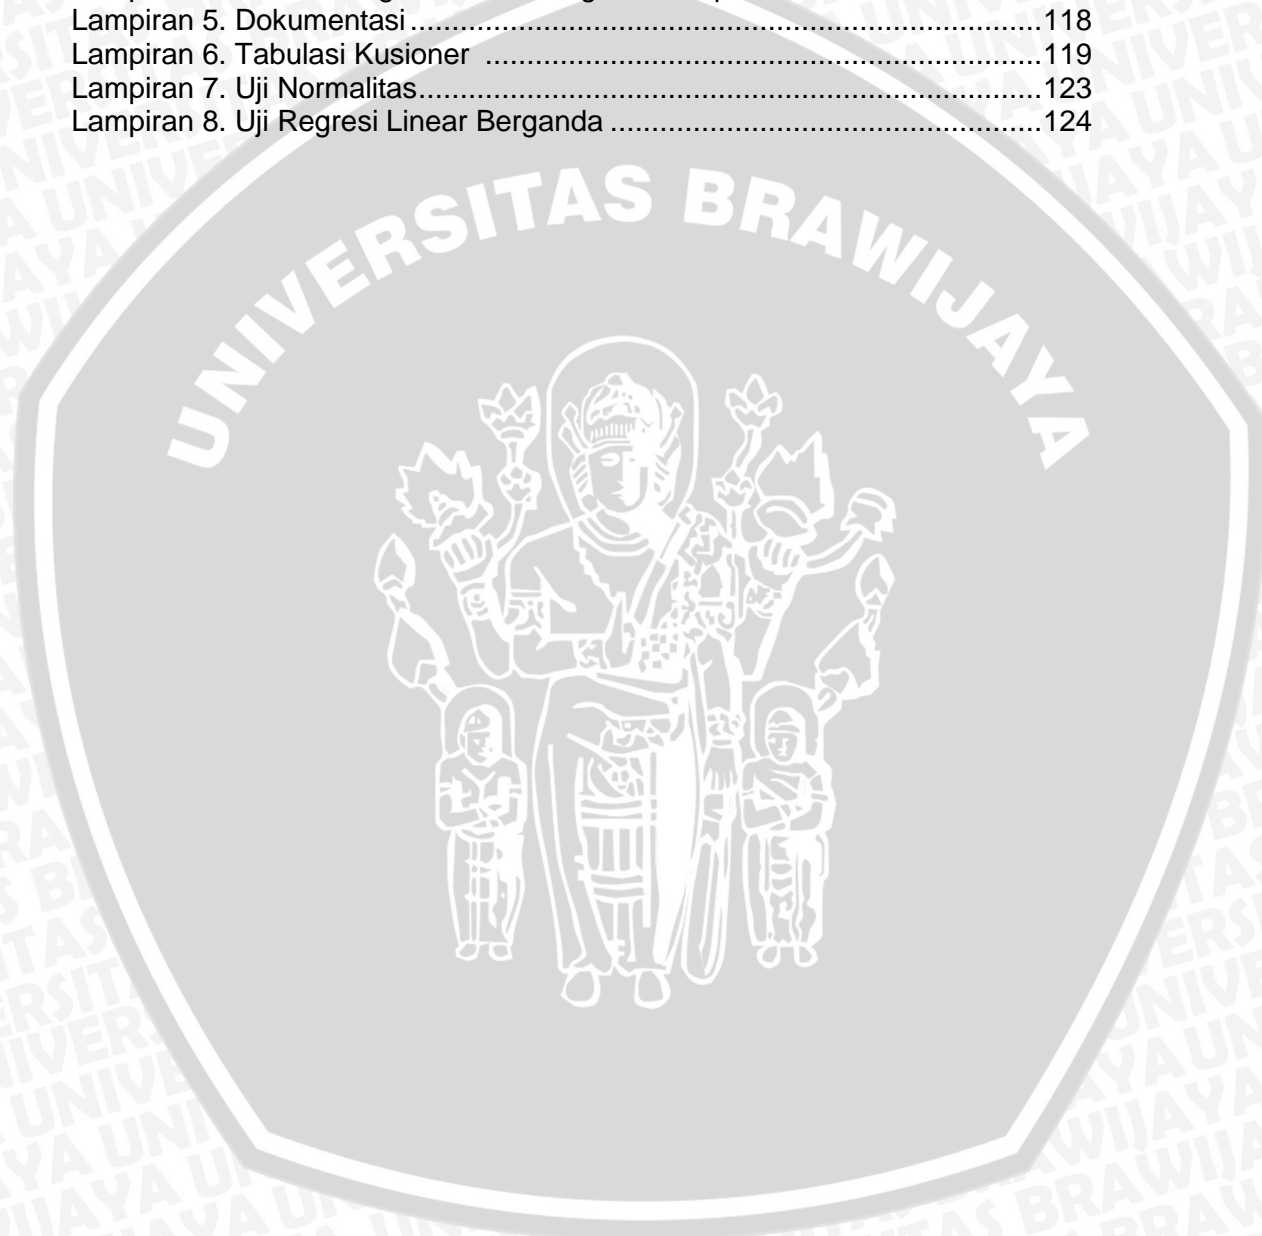 Lampiran 5. Dokumentasi ............................................................................118
Lampiran 6. Tabulasi Kusioner ....................................................................119
Lampiran 7. Uji Normalitas...........................................................................123
Lampiran 8. Uji Regresi Linear Berganda ....................................................124
UNIVERSITAS BRAWIJAYA